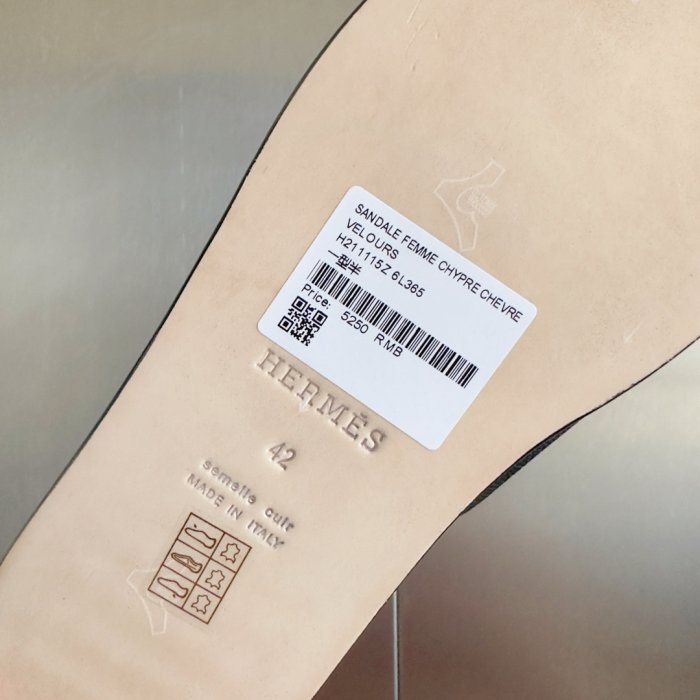 SANDALE FEMME CHYPRE CHEVRE
VELOURS
H211115Z 6L365
一型半
Price: 5250 RMB
HERMÈS
42
semelle cuir
MADE IN ITALY